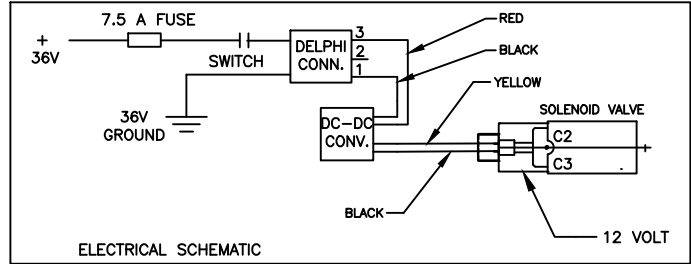 7.5 A FUSE
+
36V
SWITCH
DELPHI
CONN.
3
2
1
RED
BLACK
YELLOW
36V
GROUND
DC-DC
CONV.
SOLENOID VALVE
C2
C3
+
BLACK
12 VOLT
ELECTRICAL SCHEMATIC